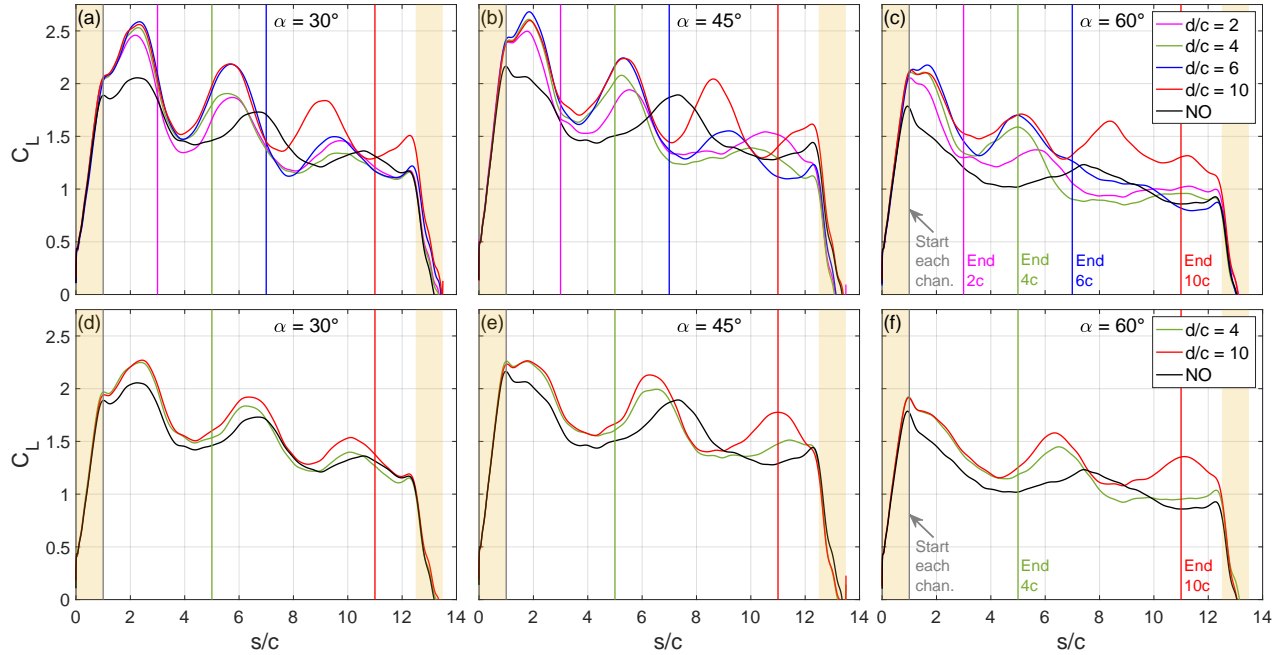 (a) α = 30°
(b) α = 45°
(c) α = 60°
d/c = 2
d/c = 4
d/c = 6
d/c = 10
NO
C_L
2.5
2
1.5
1
0.5
0
Start
each
chan.
End
2c
End
4c
End
6c
End
10c
(d) α = 30°
(e) α = 45°
(f) α = 60°
d/c = 4
d/c = 10
NO
C_L
2.5
2
1.5
1
0.5
0
Start
each
chan.
End
4c
End
10c
0 2 4 6 8 10 12 14
0 2 4 6 8 10 12 14
0 2 4 6 8 10 12 14
s/c
s/c
s/c